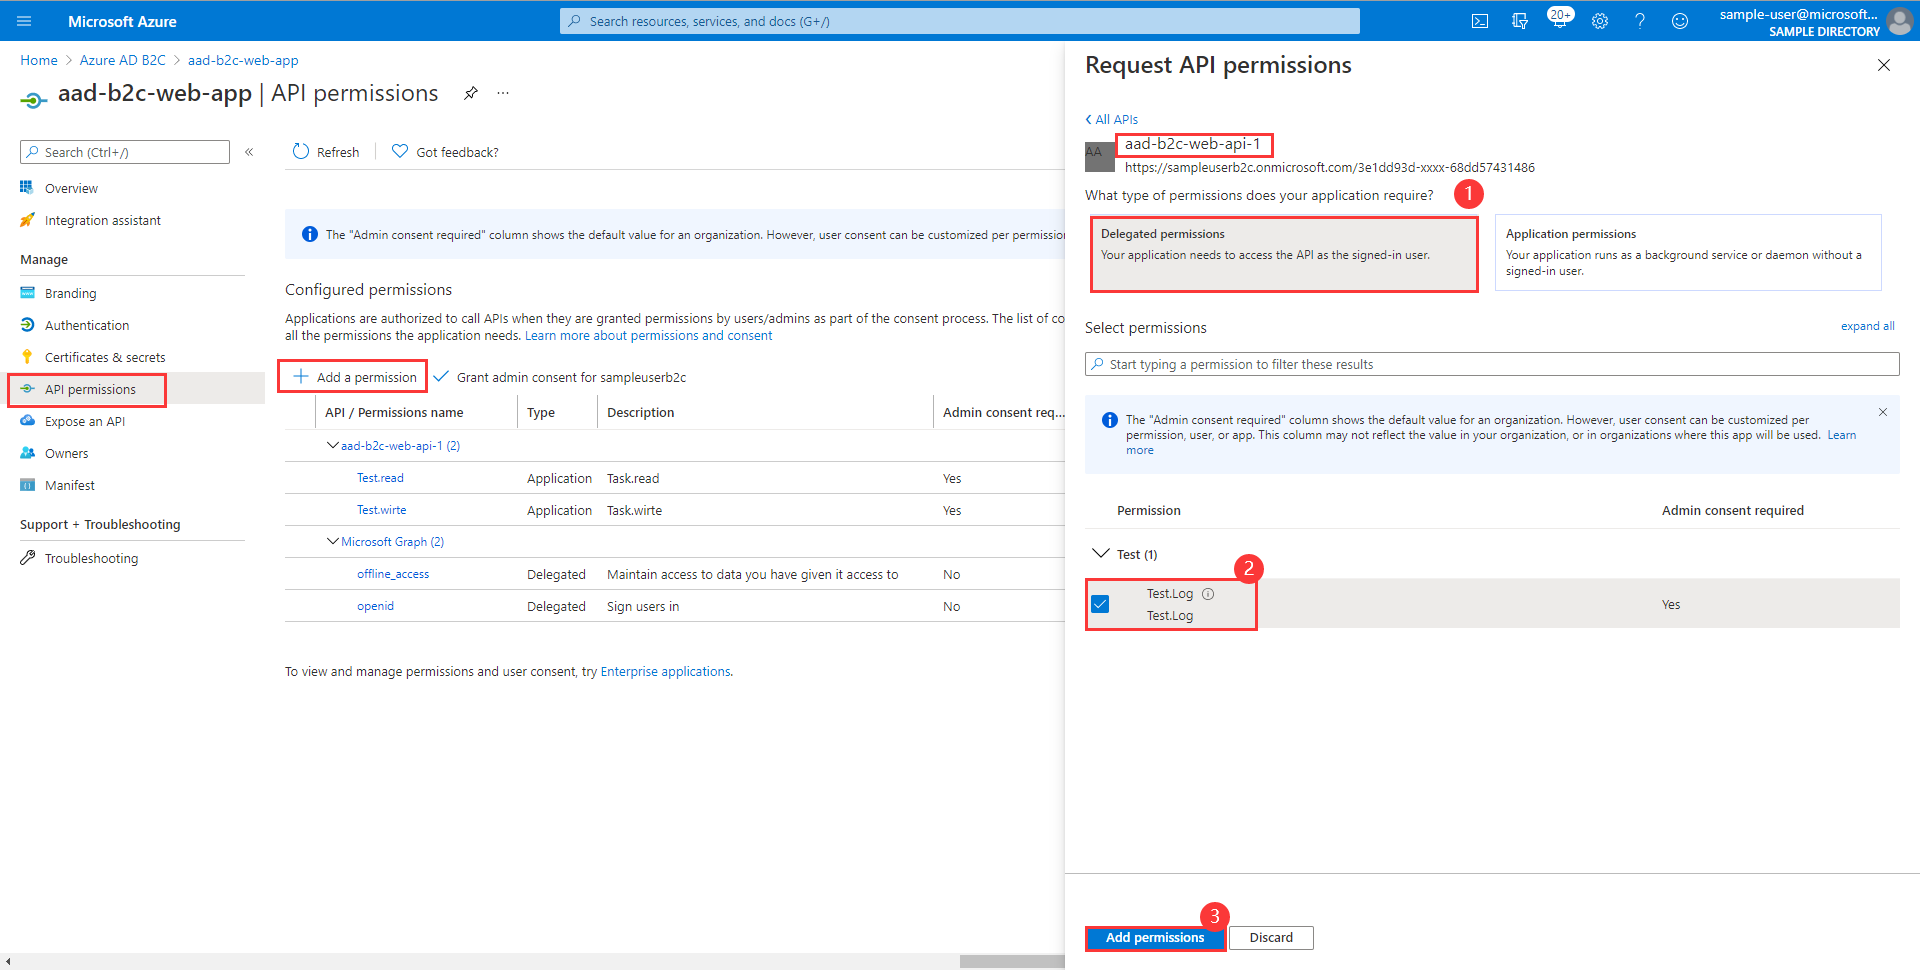 Microsoft Azure
Search resources, services, and docs (G+/)
20+
sample-user@microsoft...
SAMPLE DIRECTORY
Home > Azure AD B2C > aad-b2c-web-app
aad-b2c-web-app | API permissions
...
Search (Ctrl+/)
«
Overview
Integration assistant
Manage
Branding
Authentication
Certificates & secrets
API permissions
Expose an API
Owners
Manifest
Support + Troubleshooting
Troubleshooting
Refresh
Got feedback?
The "Admin consent required" column shows the default value for an organization. However, user consent can be customized per permission
Configured permissions
Applications are authorized to call APIs when they are granted permissions by users/admins as part of the consent process. The list of co
all the permissions the application needs. Learn more about permissions and consent
Add a permission
Grant admin consent for sampleuserb2c
API / Permissions name Type Description Admin consent req...
aad-b2c-web-api-1 (2)
Test.read Application Task.read Yes
Test.wirte Application Task.wirte Yes
Microsoft Graph (2)
offline_access Delegated Maintain access to data you have given it access to No
openid Delegated Sign users in No
To view and manage permissions and user consent, try Enterprise applications.
Request API permissions
All APIs
AA
aad-b2c-web-api-1
https://sampleuserb2c.onmicrosoft.com/3e1dd93d-xxxx-68dd57431486
What type of permissions does your application require?
1
Delegated permissions
Your application needs to access the API as the signed-in user.
Application permissions
Your application runs as a background service or daemon without a
signed-in user.
Select permissions
expand all
Start typing a permission to filter these results
The "Admin consent required" column shows the default value for an organization. However, user consent can be customized per
permission, user, or app. This column may not reflect the value in your organization, or in organizations where this app will be used. Learn
more
Permission Admin consent required
Test (1)
2
Test.Log
Test.Log
Yes
3
Add permissions
Discard